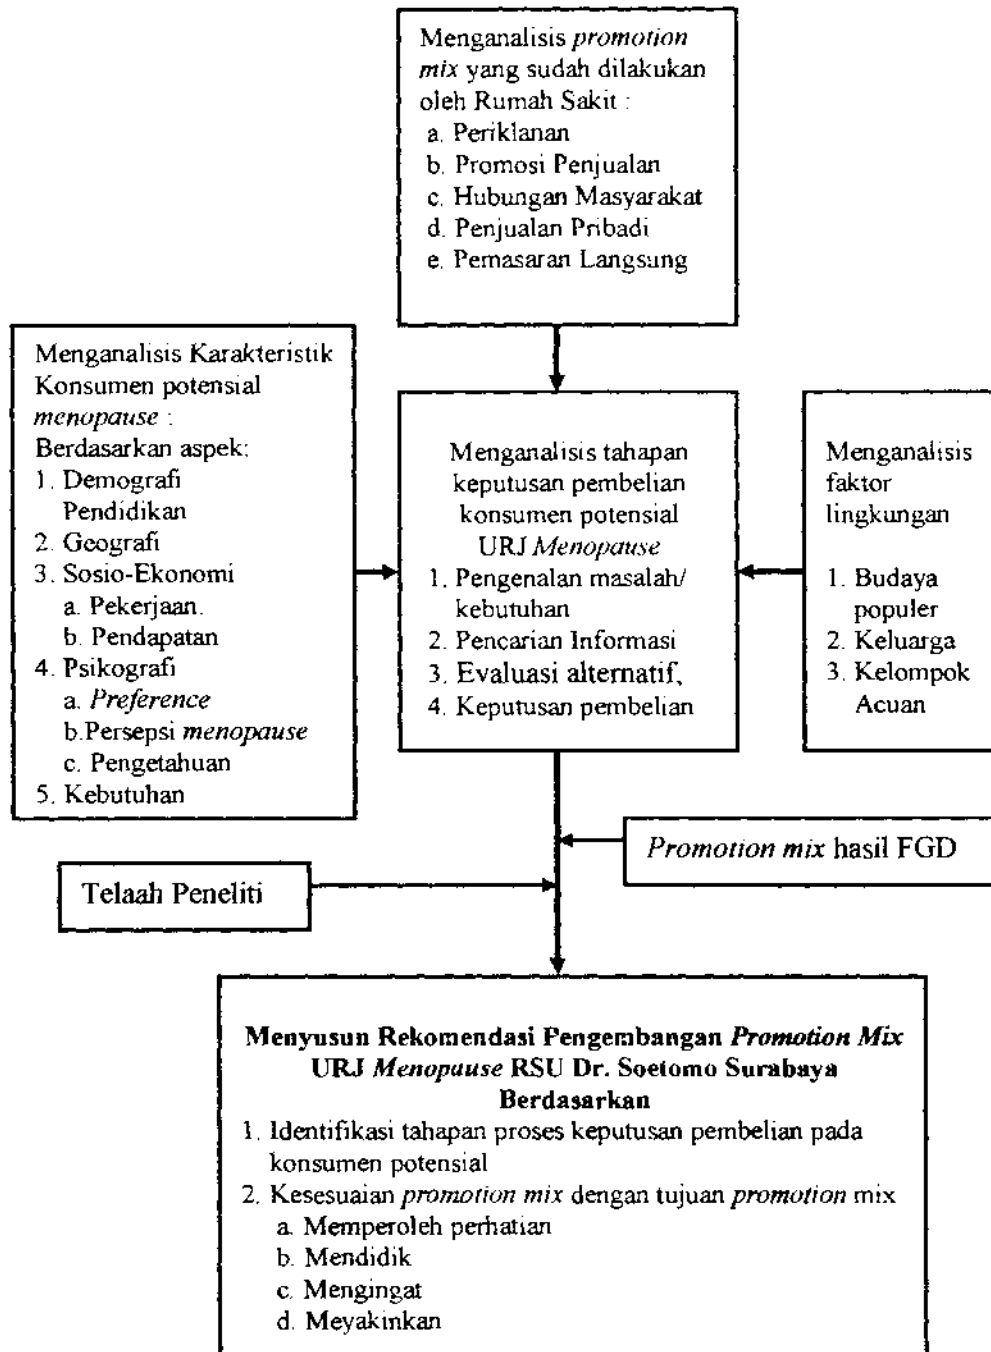 Menganalisis promotion
mix yang sudah dilakukan
oleh Rumah Sakit :
a. Periklanan
b. Promosi Penjualan
c. Hubungan Masyarakat
d. Penjualan Pribadi
e. Pemasaran Langsung
Menganalisis Karakteristik
Konsumen potensial
menopause :
Berdasarkan aspek:
1. Demografi
Pendidikan
2. Geografi
3. Sosio-Ekonomi
a. Pekerjaan.
b. Pendapatan
4. Psikografi
a. Preference
b.Persepsi menopause
c. Pengetahuan
5. Kebutuhan
Menganalisis tahapan
keputusan pembelian
konsumen potensial
URJ Menopause
1. Pengenalan masalah/
kebutuhan
2. Pencarian Informasi
3. Evaluasi alternatif,
4. Keputusan pembelian
Menganalisis
faktor
lingkungan
1. Budaya
populer
2. Keluarga
3. Kelompok
Acuan
Promotion mix hasil FGD
Telaah Peneliti
Menyusun Rekomendasi Pengembangan Promotion Mix
URJ Menopause RSU Dr. Soetomo Surabaya
Berdasarkan
1. Identifikasi tahapan proses keputusan pembelian pada
konsumen potensial
2. Kesesuaian promotion mix dengan tujuan promotion mix
a. Memperoleh perhatian
b. Mendidik
c. Mengingat
d. Meyakinkan